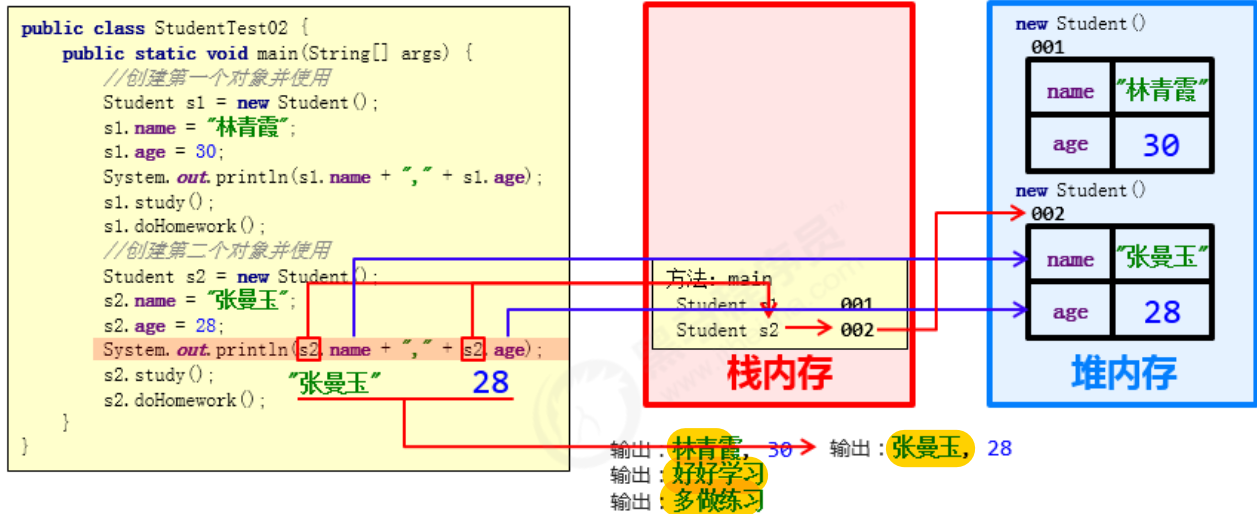 public class StudentTest02 {
public static void main(String[] args) {
//创建第一个对象并使用
Student s1 = new Student();
s1.name = "林青霞";
s1.age = 30;
System.out.println(s1.name + "," + s1.age);
s1.study();
s1.doHomework();
//创建第二个对象并使用
Student s2 = new Student();
s2.name = "张曼玉";
s2.age = 28;
System.out.println(s2.name + "," + s2.age);
s2.study();
s2.doHomework();
}
}
"张曼玉" 28
方法: main
Student s1 001
Student s2 002
栈内存
new Student()
001
name "林青霞"
age 30
new Student()
002
name "张曼玉"
age 28
堆内存
输出:林青霞, 30
输出:好好学习
输出:多做练习
输出:张曼玉, 28